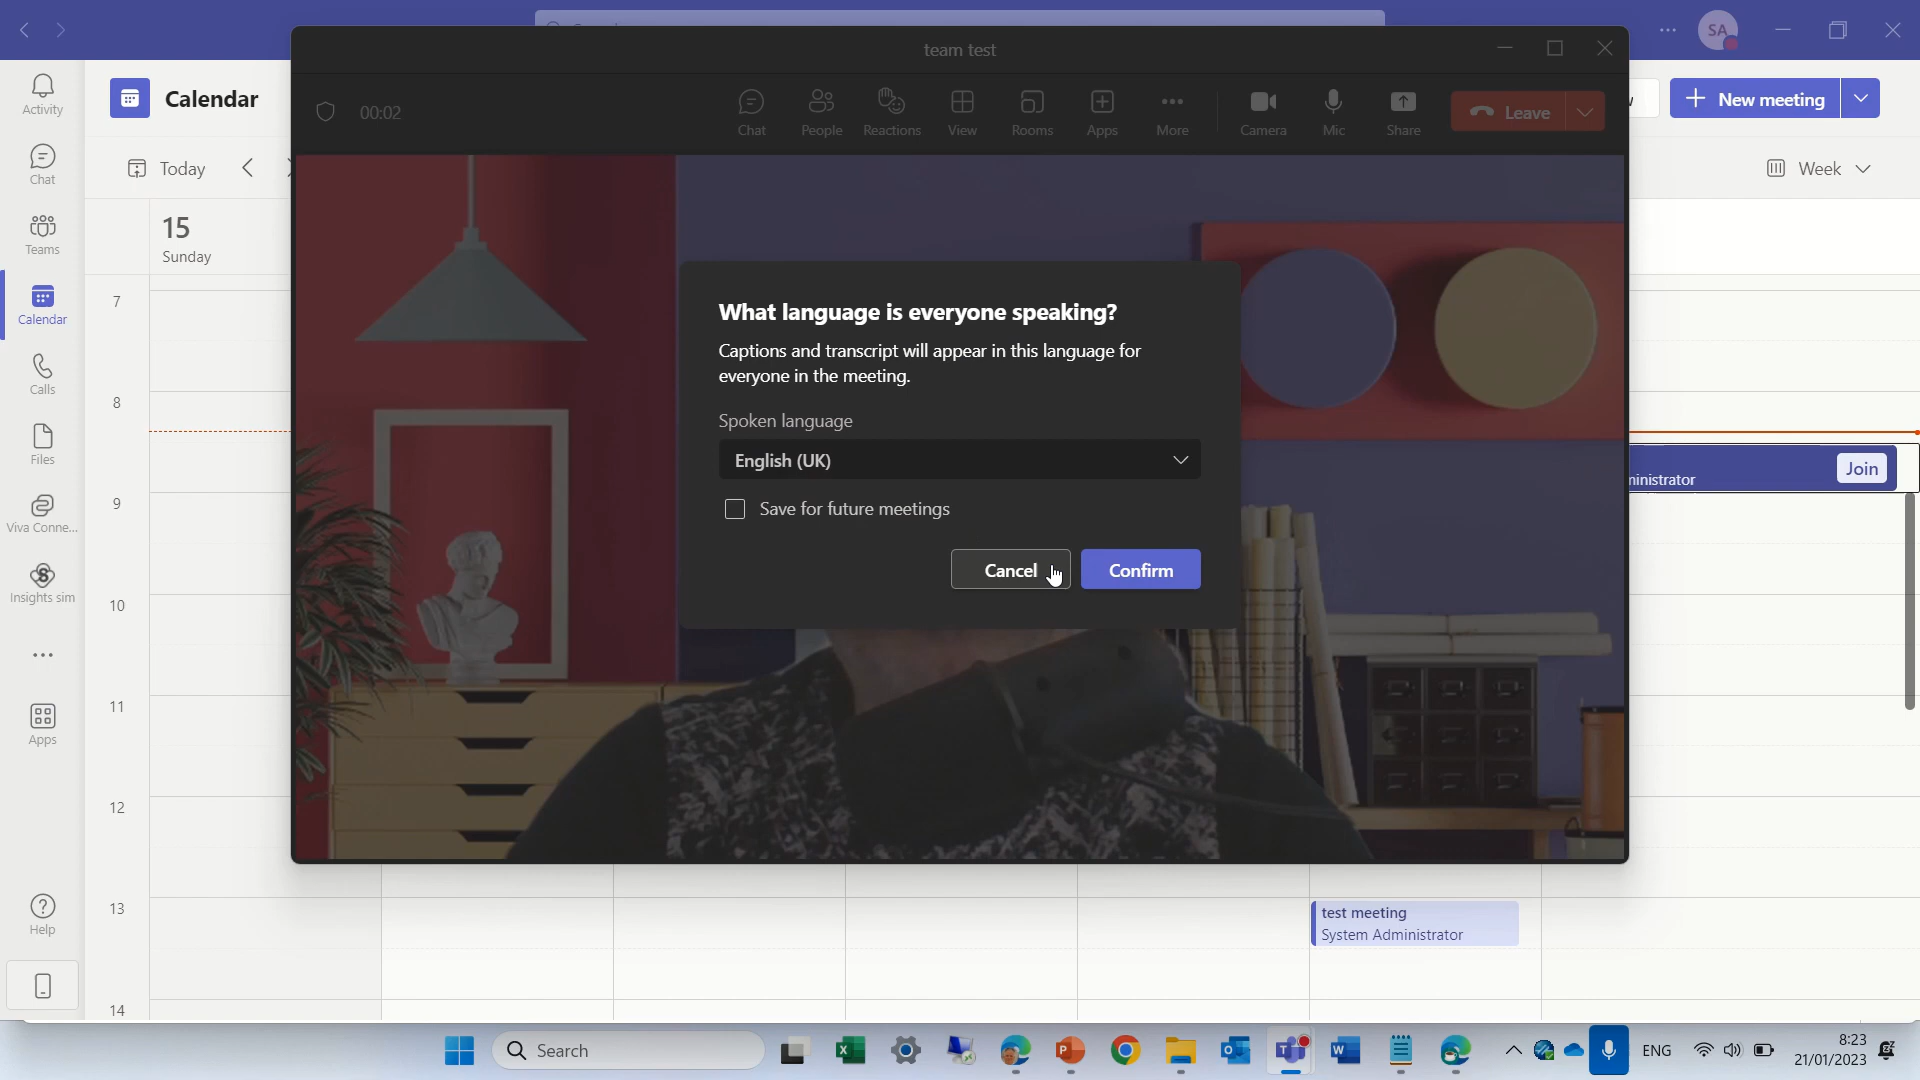 SA
team test
Activity
Calendar
New meeting
00:02
Chat
People
Reactions
View
Rooms
Apps
More
Camera
Mic
Share
Leave
Chat
Today
Week
Teams
15
Sunday
Calendar
7
What language is everyone speaking?
Captions and transcript will appear in this language for
everyone in the meeting.
Calls
8
Spoken language
English (UK)
Files
Join
ministrator
9
Save for future meetings
Viva Conne...
Cancel
Confirm
Insights sim
10
11
Apps
12
13
test meeting
System Administrator
Help
14
Search
ENG
8:23
21/01/2023